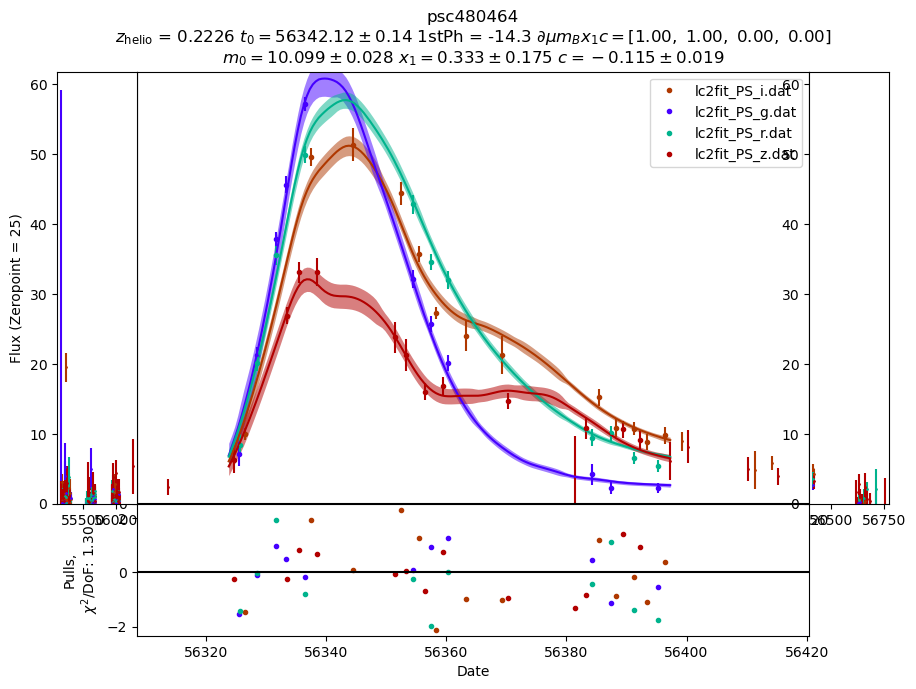 psc480464
z_helio = 0.2226 t_0 = 56342.12 ± 0.14 1stPh = -14.3 ∂μm_Bx_1c = [1.00, 1.00, 0.00, 0.00]
m_0 = 10.099 ± 0.028 x_1 = 0.333 ± 0.175 c = −0.115 ± 0.019
lc2fit_PS_i.dat
lc2fit_PS_g.dat
lc2fit_PS_r.dat
lc2fit_PS_z.dat
Flux (Zeropoint = 25)
60
50
40
30
20
10
0
60
50
40
30
20
10
0
55500
56500
56750
Pulls,
χ²/DoF: 1.30
0
−2
56320
56340
56360
56380
56400
56420
Date